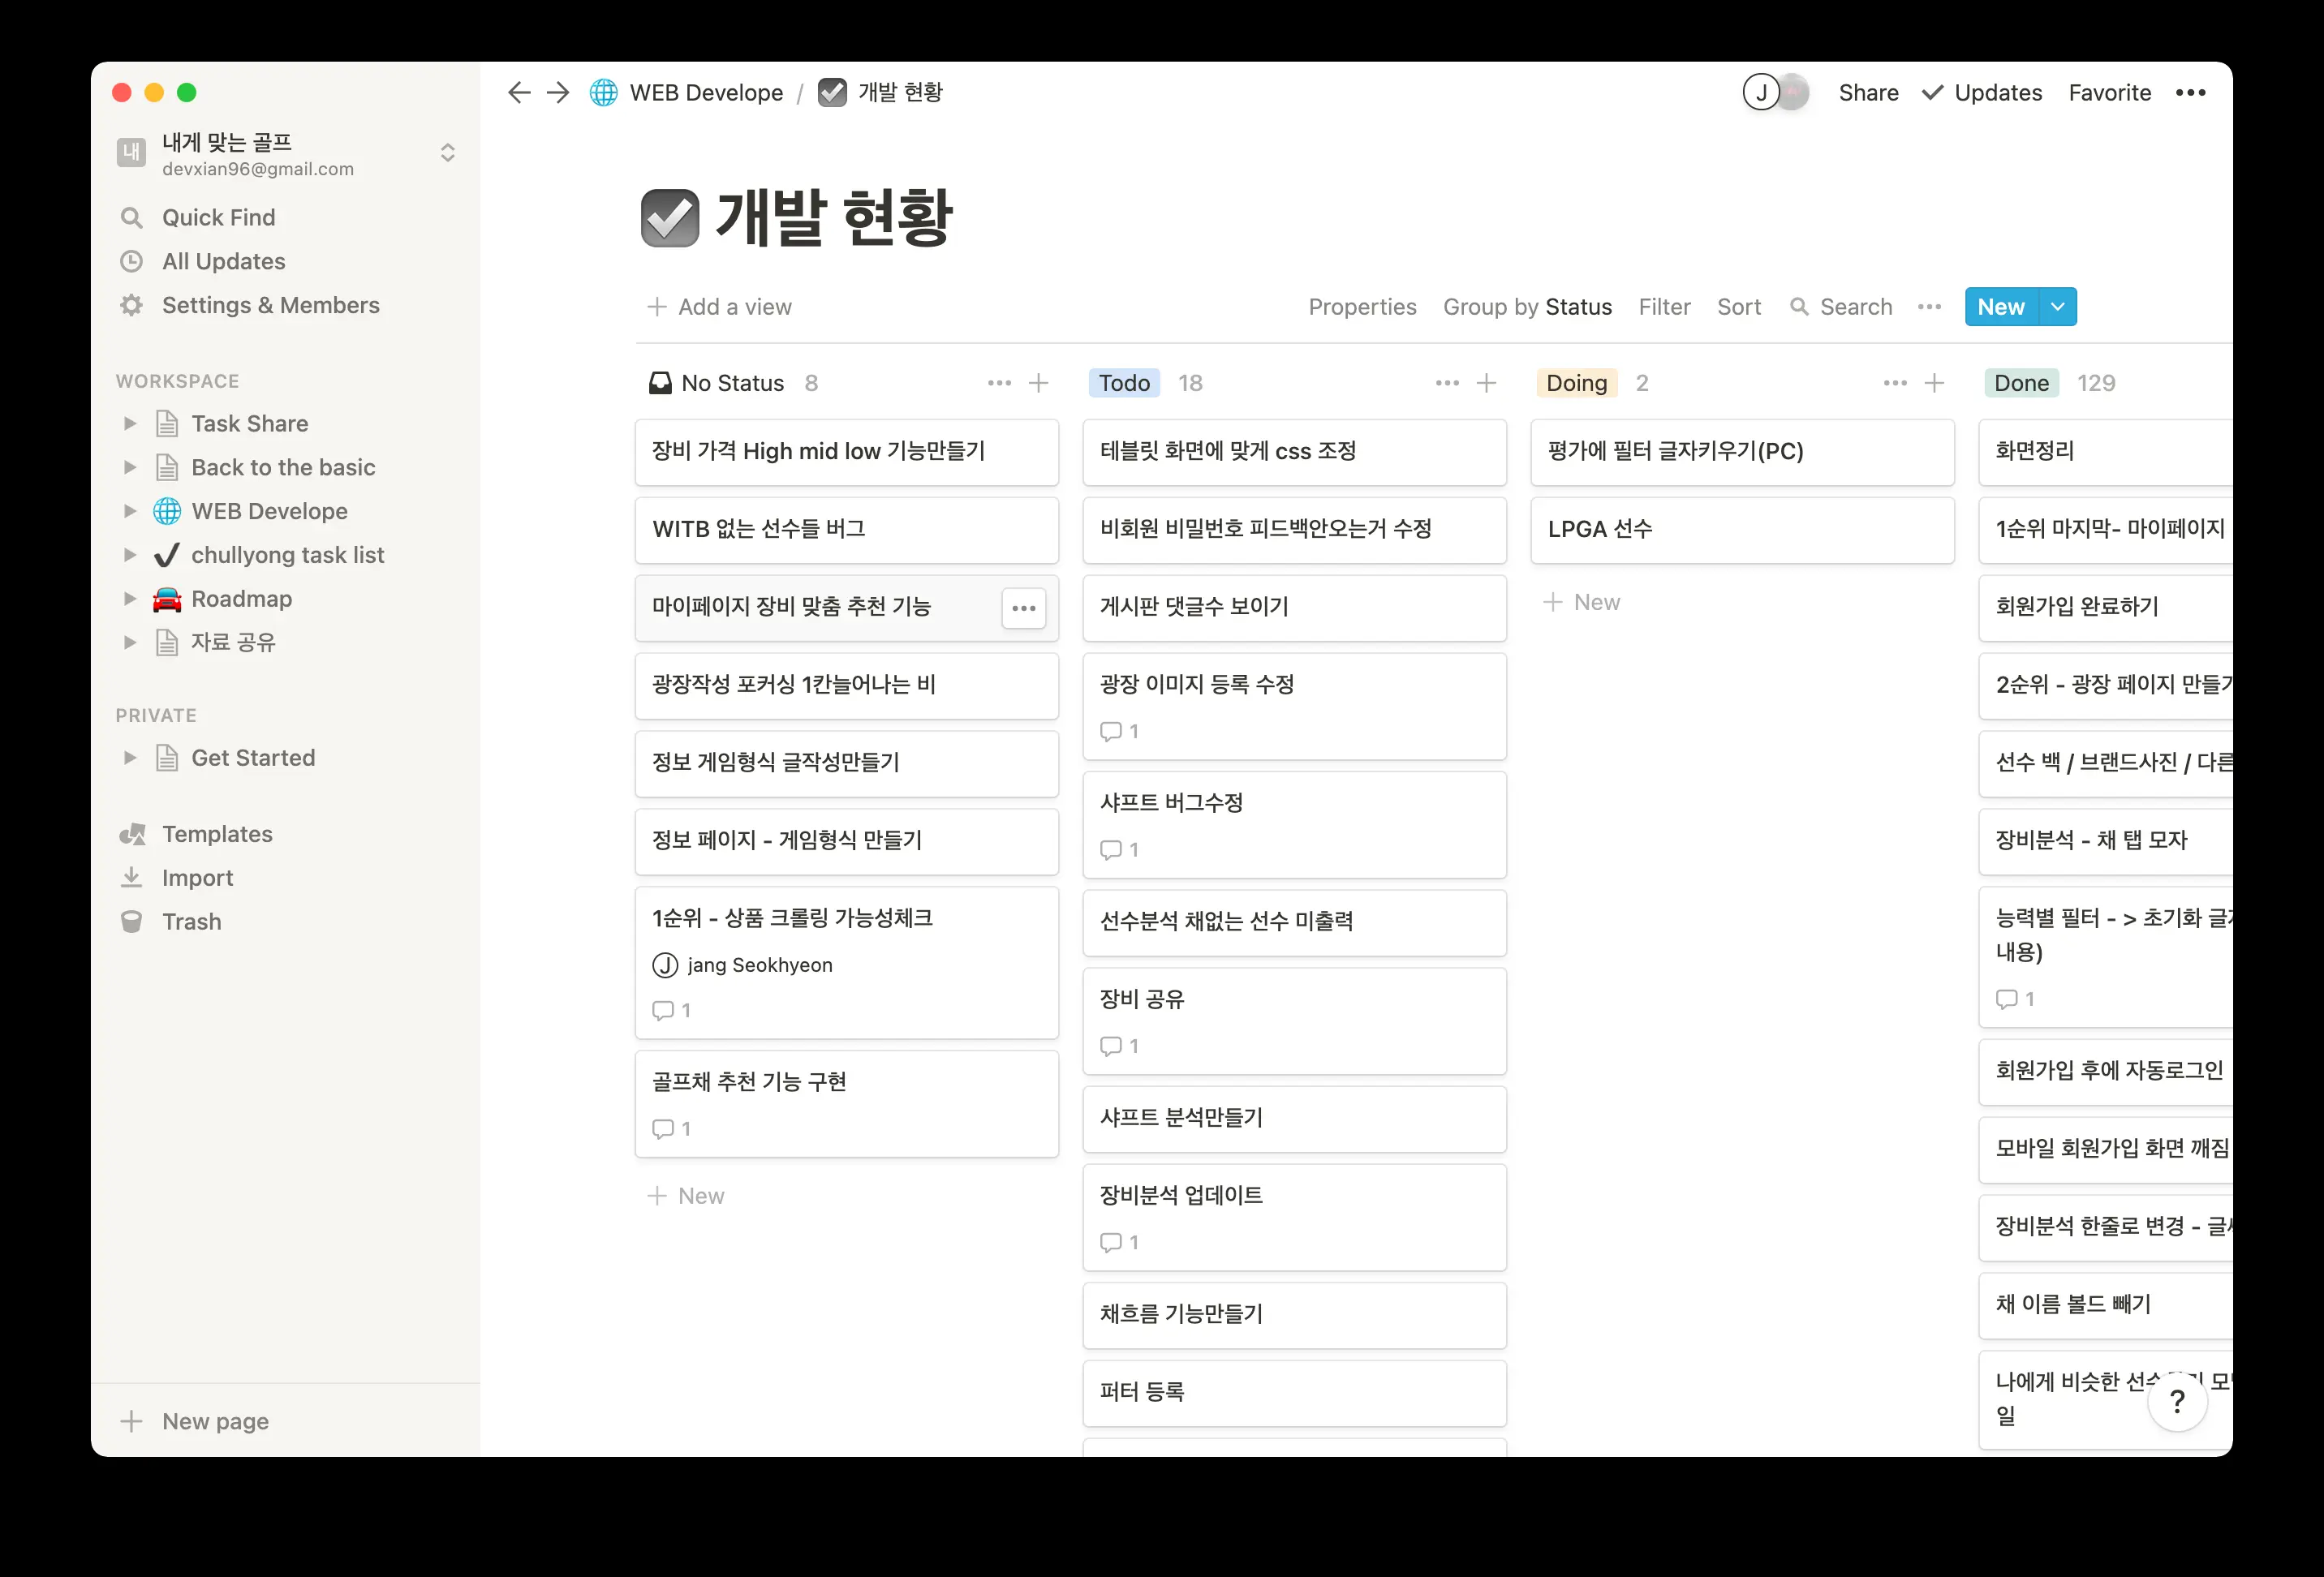 WEB Develope / 개발 현황
J
Share
Updates
Favorite
내
내게 맞는 골프
devxian96@gmail.com
Quick Find
All Updates
Settings & Members
WORKSPACE
Task Share
Back to the basic
WEB Develope
chullyong task list
Roadmap
자료 공유
PRIVATE
Get Started
Templates
Import
Trash
New page
개발 현황
Add a view
Properties
Group by Status
Filter
Sort
Search
New
No Status 8
장비 가격 High mid low 기능만들기
WITB 없는 선수들 버그
마이페이지 장비 맞춤 추천 기능
광장작성 포커싱 1칸늘어나는 비
정보 게임형식 글작성만들기
정보 페이지 - 게임형식 만들기
1순위 - 상품 크롤링 가능성체크
J jang Seokhyeon
1
골프채 추천 기능 구현
1
New
Todo 18
테블릿 화면에 맞게 css 조정
비회원 비밀번호 피드백안오는거 수정
게시판 댓글수 보이기
광장 이미지 등록 수정
1
샤프트 버그수정
1
선수분석 채없는 선수 미출력
장비 공유
1
샤프트 분석만들기
장비분석 업데이트
1
채흐름 기능만들기
퍼터 등록
Doing 2
평가에 필터 글자키우기(PC)
LPGA 선수
New
Done 129
화면정리
1순위 마지막- 마이페이지
회원가입 완료하기
2순위 - 광장 페이지
선수 백 / 브랜드사진 / 다른
장비분석 - 채 탭 모자
능력별 필터 - > 초기화
내용)
1
회원가입 후에 자동로그인
모바일 회원가입 화면 깨짐
장비분석 한줄로 변경 -
채 이름 볼드 빼기
나에게 비슷한
일
?